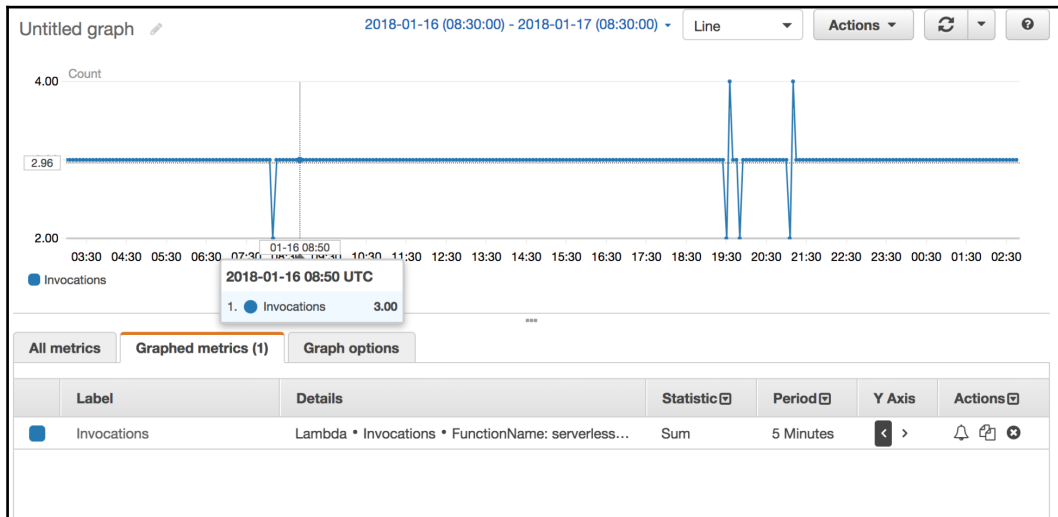 Untitled graph
2018-01-16 (08:30:00) - 2018-01-17 (08:30:00)
Line
Actions
?
Count
4.00
2.96
2.00
01-16 08:50
03:30 04:30 05:30 06:30 07:30 08:30 09:30 10:30 11:30 12:30 13:30 14:30 15:30 16:30 17:30 18:30 19:30 20:30 21:30 22:30 23:30 00:30 01:30 02:30
Invocations
2018-01-16 08:50 UTC
1. Invocations 3.00
All metrics Graphed metrics (1) Graph options
Label Details Statistic Period Y Axis Actions
Invocations Lambda • Invocations • FunctionName: serverless... Sum 5 Minutes < >